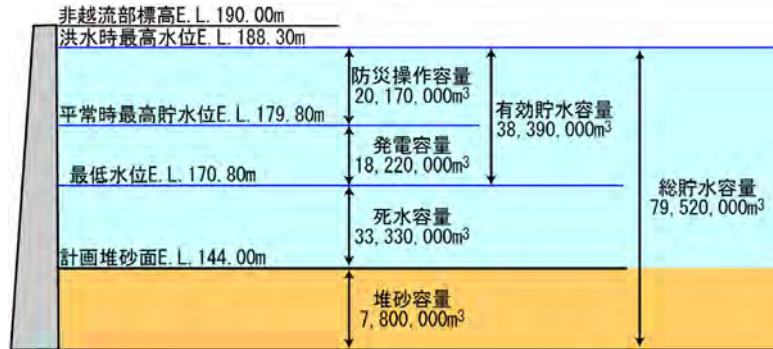 非越流部標高E.L.190.00m
洪水時最高水位E.L.188.30m
防災操作容量
20,170,000m³
有効貯水容量
38,390,000m³
平常時最高貯水位E.L.179.80m
発電容量
18,220,000m³
最低水位E.L.170.80m
総貯水容量
79,520,000m³
死水容量
33,330,000m³
計画堆砂面E.L.144.00m
堆砂容量
7,800,000m³